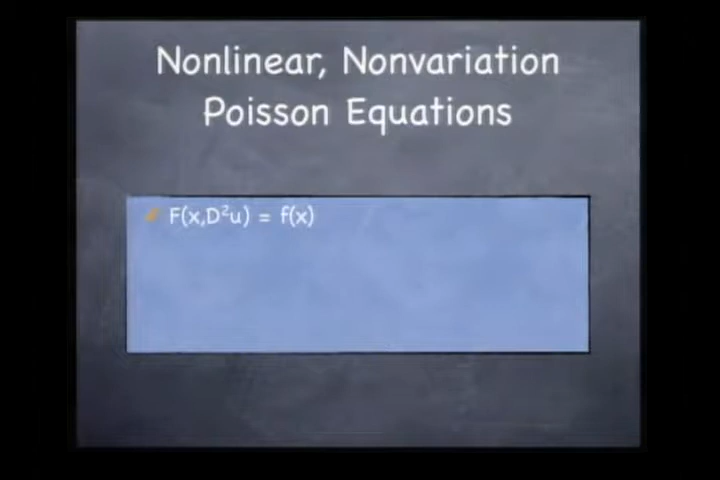 Nonlinear, Nonvariation
Poisson Equations
F(x,D²u) = f(x)